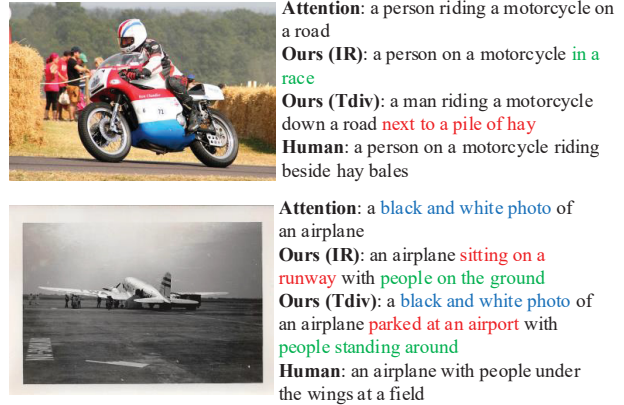 Attention: a person riding a motorcycle on
a road
Ours (IR): a person on a motorcycle in a
race
Ours (Tdiv): a man riding a motorcycle
down a road next to a pile of hay
Human: a person on a motorcycle riding
beside hay bales
Attention: a black and white photo of
an airplane
Ours (IR): an airplane sitting on a
runway with people on the ground
Ours (Tdiv): a black and white photo of
an airplane parked at an airport with
people standing around
Human: an airplane with people under
the wings at a field